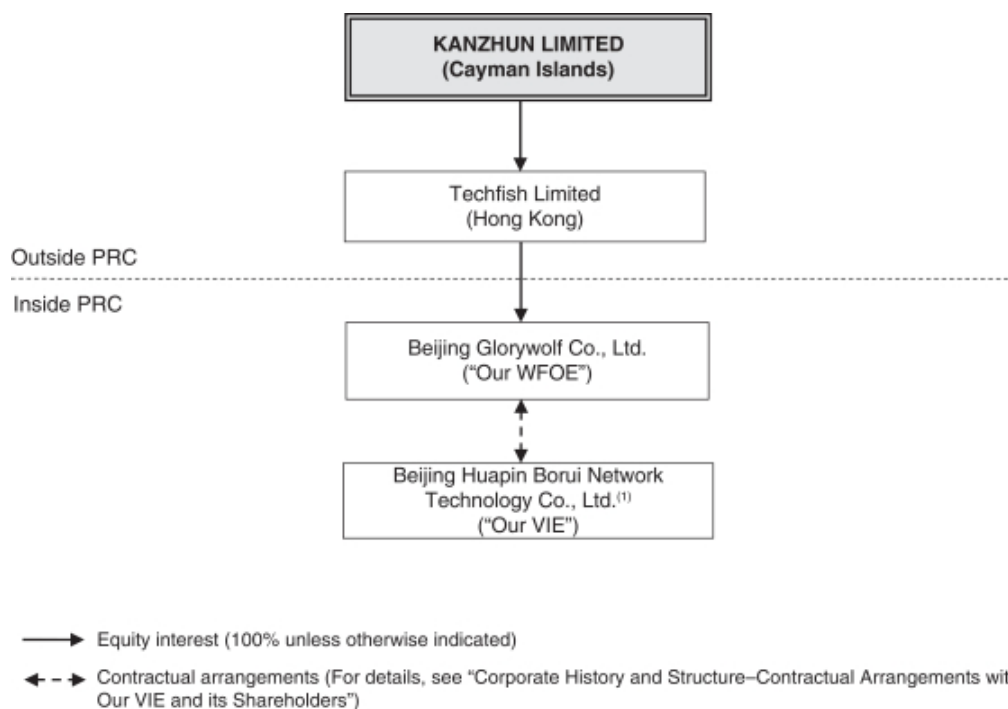 KANZHUN LIMITED
(Cayman Islands)
Techfish Limited
(Hong Kong)
Outside PRC
Inside PRC
Beijing Glorywolf Co., Ltd.
(“Our WFOE”)
Beijing Huapin Borui Network
Technology Co., Ltd.(1)
(“Our VIE”)
Equity interest (100% unless otherwise indicated)
Contractual arrangements (For details, see “Corporate History and Structure–Contractual Arrangements wit
Our VIE and its Shareholders”)